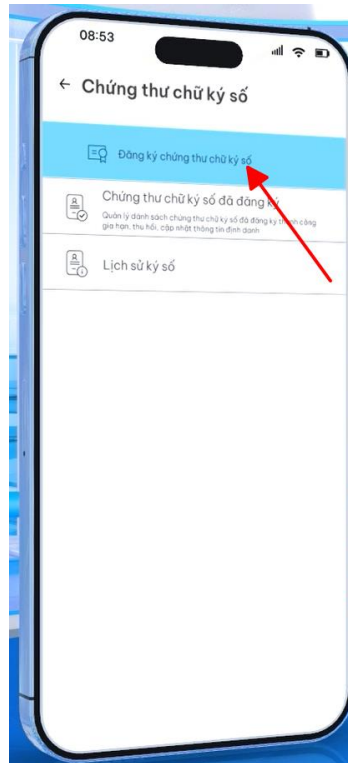 08:53
← Chứng thư chữ ký số
Đăng ký chứng thư chữ ký số
Chứng thư chữ ký số đã đăng ký
Quản lý danh sách chứng thư chữ ký số đã đăng ký thành công
gia hạn, thu hồi, cập nhật thông tin định danh
Lịch sử ký số